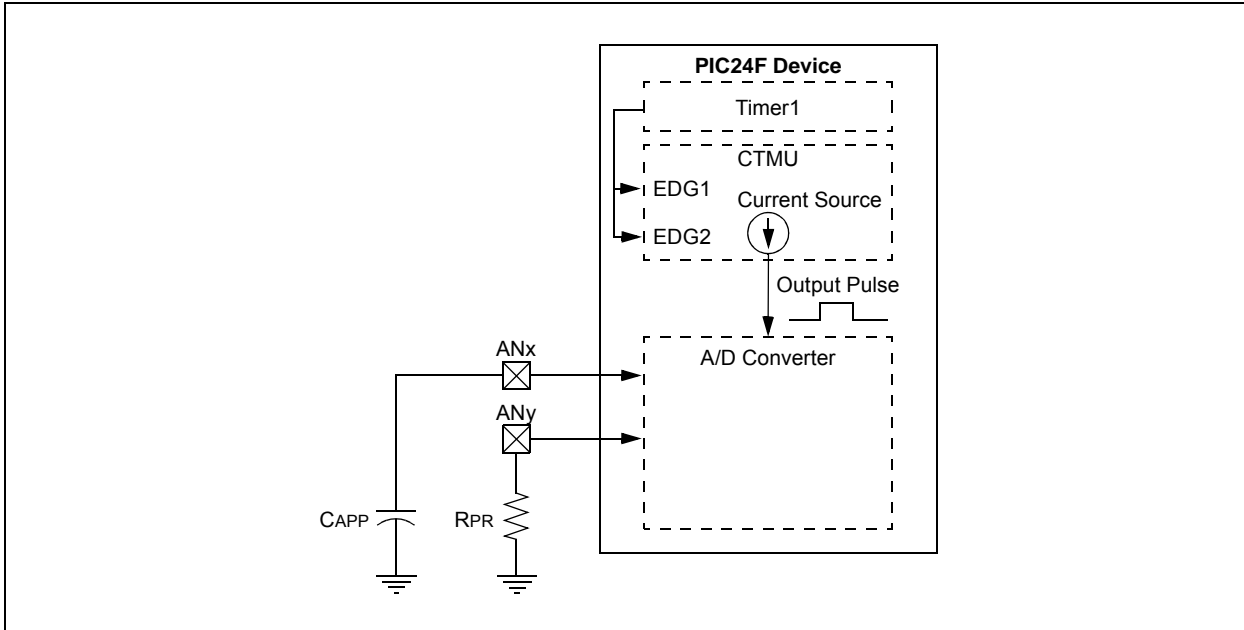 PIC24F Device
Timer1
CTMU
EDG1
Current Source
EDG2
Output Pulse
ANx
A/D Converter
ANy
CAPP
RPR